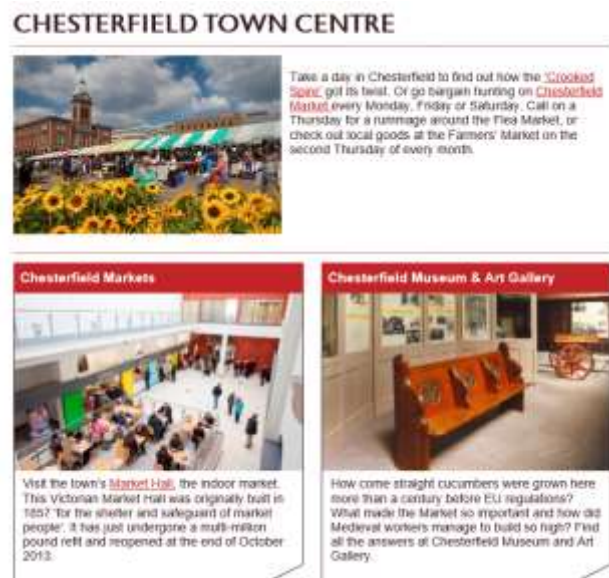 CHESTERFIELD TOWN CENTRE
Take a day in Chesterfield to find out how the 'Crooked
Spire' got its twist. Or go bargain hunting on Chesterfield
Market every Monday, Friday or Saturday. Call on a
Thursday for a rummage around the Flea Market, or
check out local goods at the Farmers' Market on the
second Thursday of every month.
Chesterfield Markets
Visit the town's Market Hall, the indoor market.
This Victorian Market Hall was originally built in
1857 'for the shelter and safeguard of market
people'. It has just undergone a multi-million
pound refit and reopened at the end of October
2013.
Chesterfield Museum & Art Gallery
How come straight cucumbers were grown here
more than a century before EU regulations?
What made the Market so important and how did
Medieval workers manage to build so high? Find
all the answers at Chesterfield Museum and Art
Gallery.